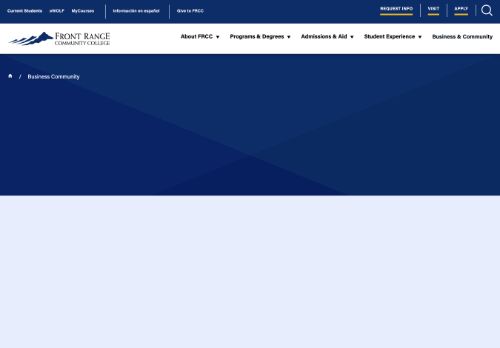 Current Students eWOLF MyCourses Información en español Give to FRCC REQUEST INFO VISIT APPLY
FRONT RANGE
COMMUNITY COLLEGE
About FRCC ▼ Programs & Degrees ▼ Admissions & Aid ▼ Student Experience ▼ Business & Community
/ Business Community